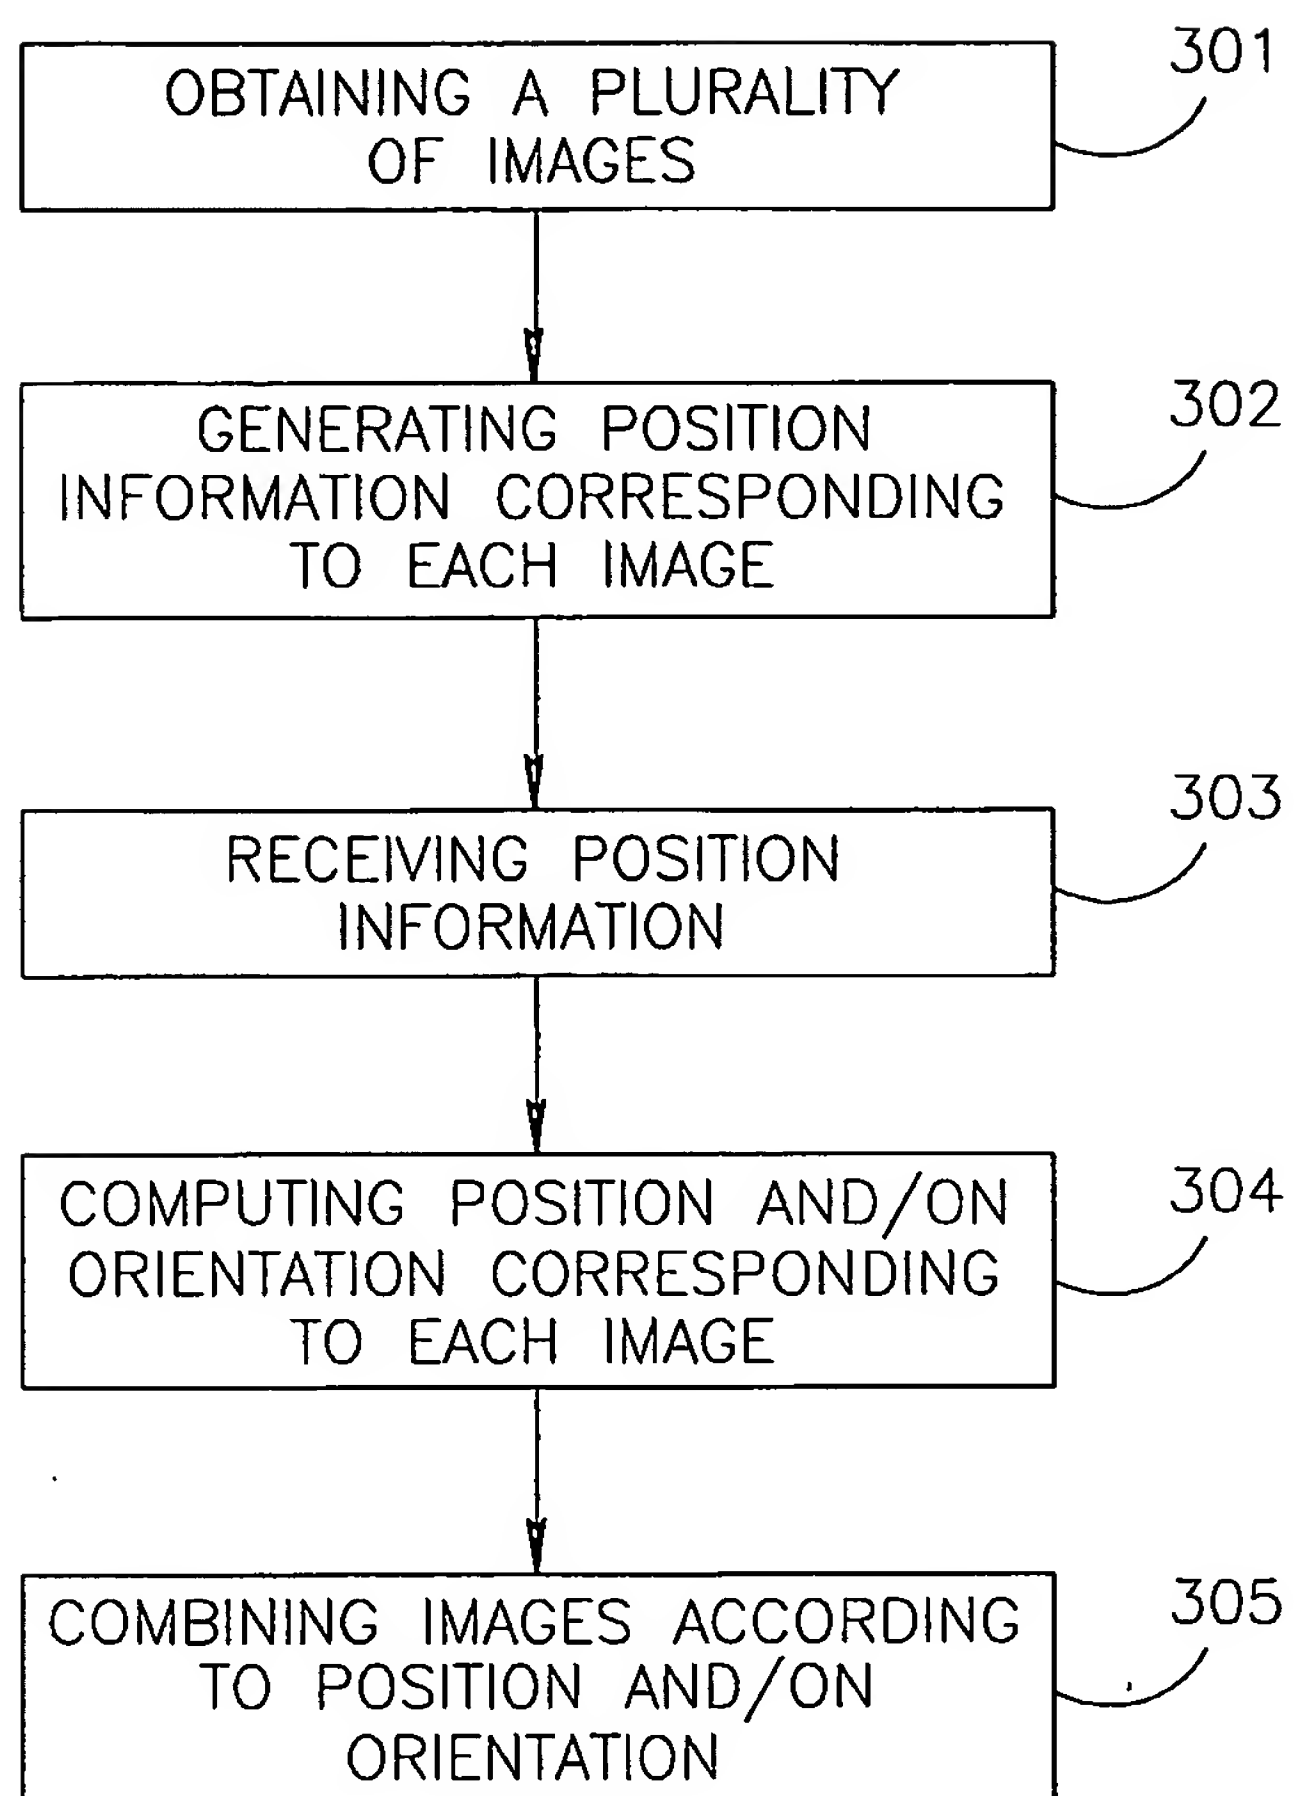 301
OBTAINING A PLURALITY
OF IMAGES
302
GENERATING POSITION
INFORMATION CORRESPONDING
TO EACH IMAGE
303
RECEIVING POSITION
INFORMATION
304
COMPUTING POSITION AND/ON
ORIENTATION CORRESPONDING
TO EACH IMAGE
305
COMBINING IMAGES ACCORDING
TO POSITION AND/ON
ORIENTATION